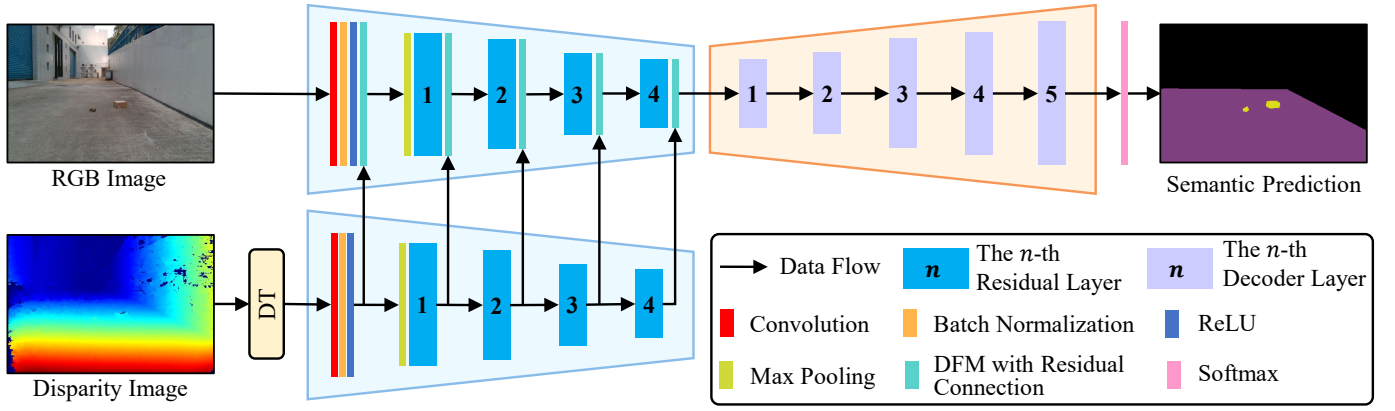 1
2
3
4
1
2
3
4
5
RGB Image
Semantic Prediction
DT
1
2
3
4
Disparity Image
Data Flow
n
The n-th
Residual Layer
n
The n-th
Decoder Layer
Convolution
Batch Normalization
ReLU
Max Pooling
DFM with Residual
Connection
Softmax